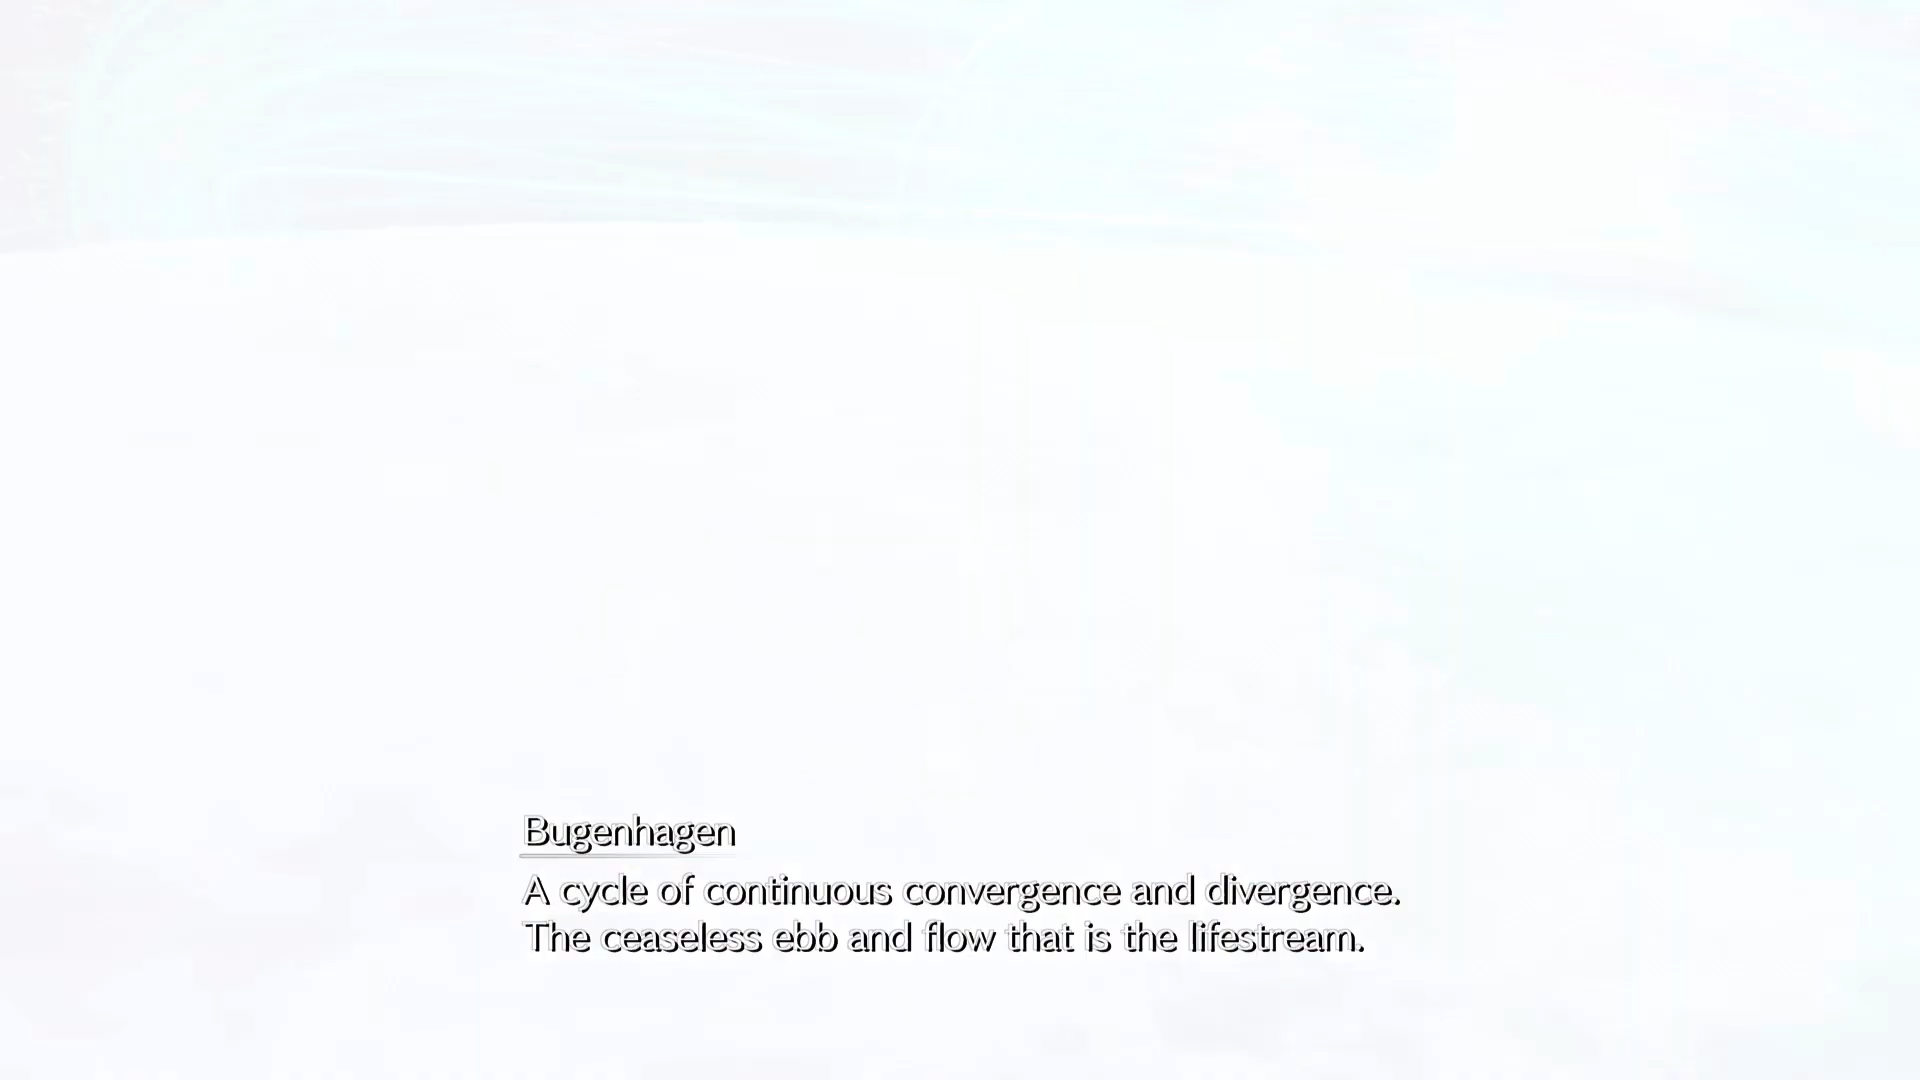 Bugenhagen
A cycle of continuous convergence and divergence.
The ceaseless ebb and flow that is the lifestream.